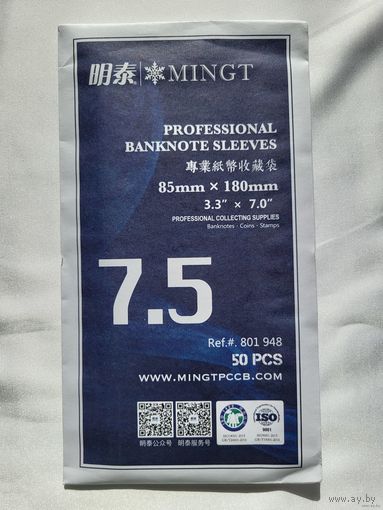 明泰® MINGT
PROFESSIONAL
BANKNOTE SLEEVES
專業紙幣收藏袋
85mm × 180mm
3.3" × 7.0"
PROFESSIONAL COLLECTING SUPPLIES
Banknotes · Coins · Stamps
7.5
Ref.#. 801 948
50 PCS
WWW.MINGTPCCB.COM
ISO
9001
明泰公众号 明泰服务号
www.ay.by